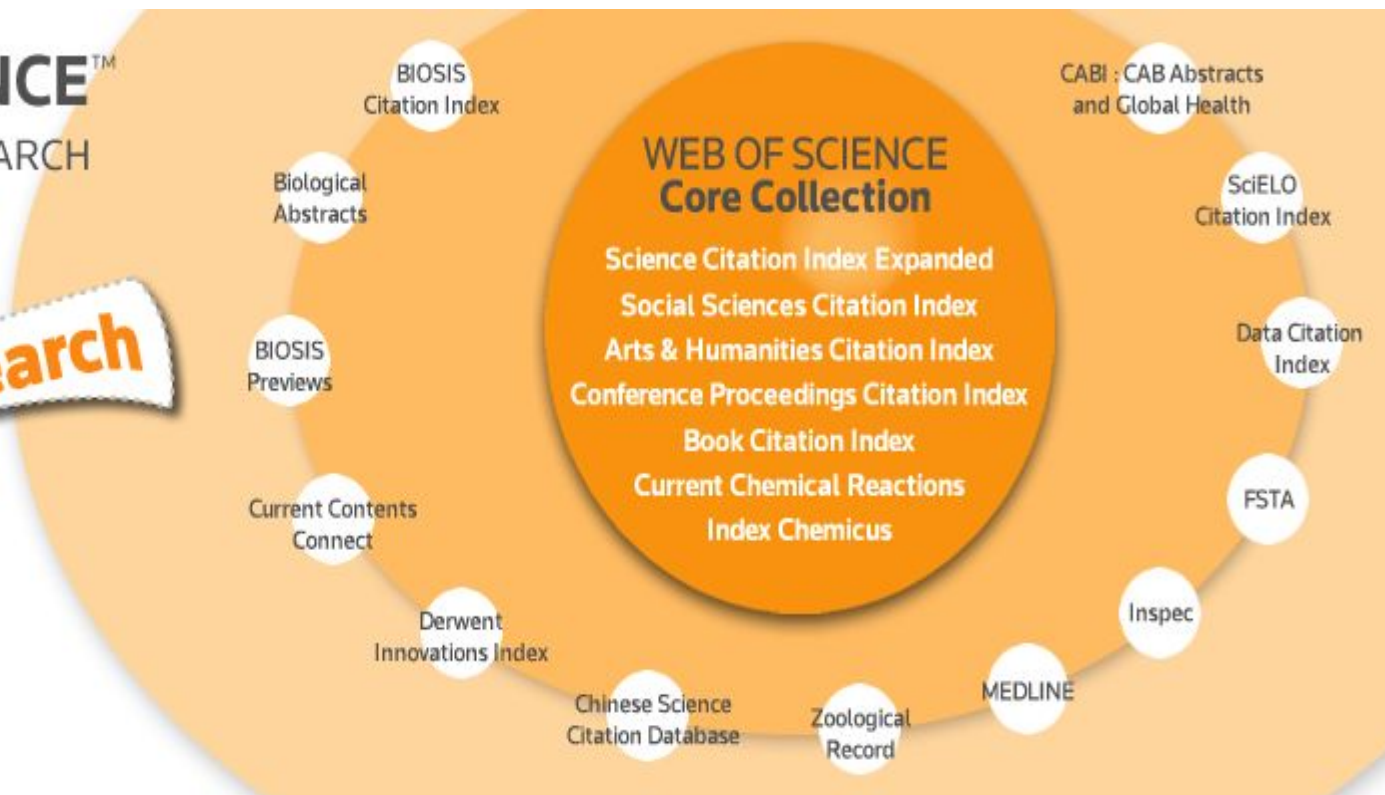 NCE™
ARCH
earch
BIOSIS
Citation Index
Biological
Abstracts
BIOSIS
Previews
Current Contents
Connect
Derwent
Innovations Index
Chinese Science
Citation Database
Zoological
Record
MEDLINE
Inspec
FSTA
Data Citation
Index
SciELO
Citation Index
CABI : CAB Abstracts
and Global Health
WEB OF SCIENCE
Core Collection
Science Citation Index Expanded
Social Sciences Citation Index
Arts & Humanities Citation Index
Conference Proceedings Citation Index
Book Citation Index
Current Chemical Reactions
Index Chemicus